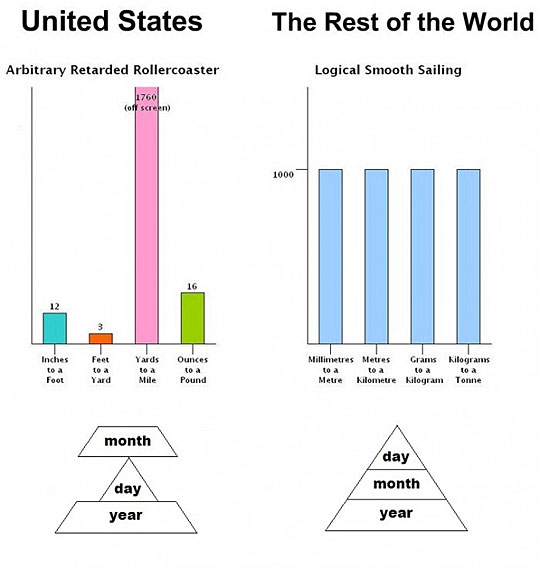 United States
Arbitrary Retarded Rollercoaster
1760
(off screen)
12
3
16
Inches
to a
Foot
Feet
to a
Yard
Yards
to a
Mile
Ounces
to a
Pound
month
day
year
The Rest of the World
Logical Smooth Sailing
1000
Millimetres
to a
Metre
Metres
to a
Kilometre
Grams
to a
Kilogram
Kilograms
to a
Tonne
day
month
year